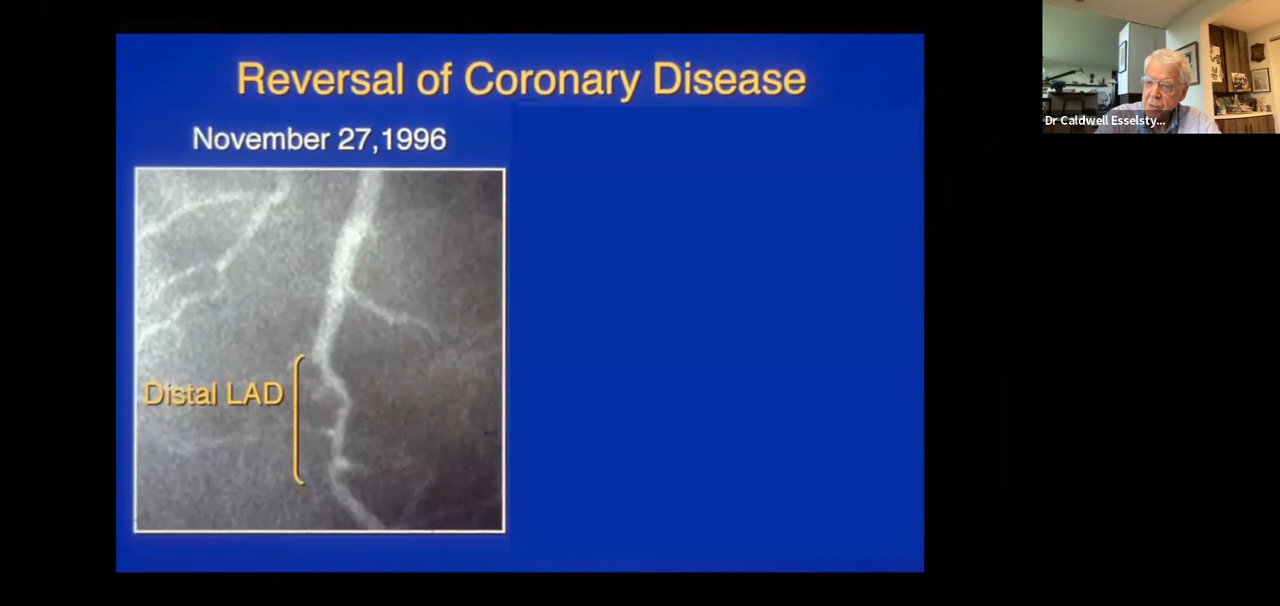 Reversal of Coronary Disease
November 27,1996
Distal LAD
Dr Caldwell Esselsty...